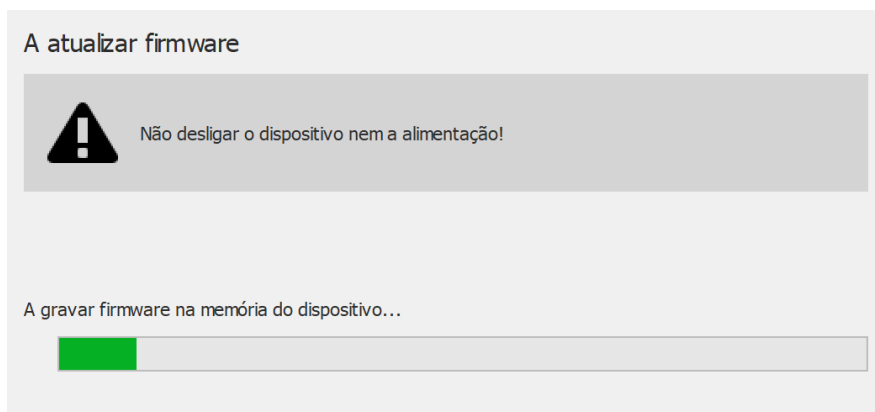 A atualizar firmware
Não desligar o dispositivo nem a alimentação!
A gravar firmware na memória do dispositivo...